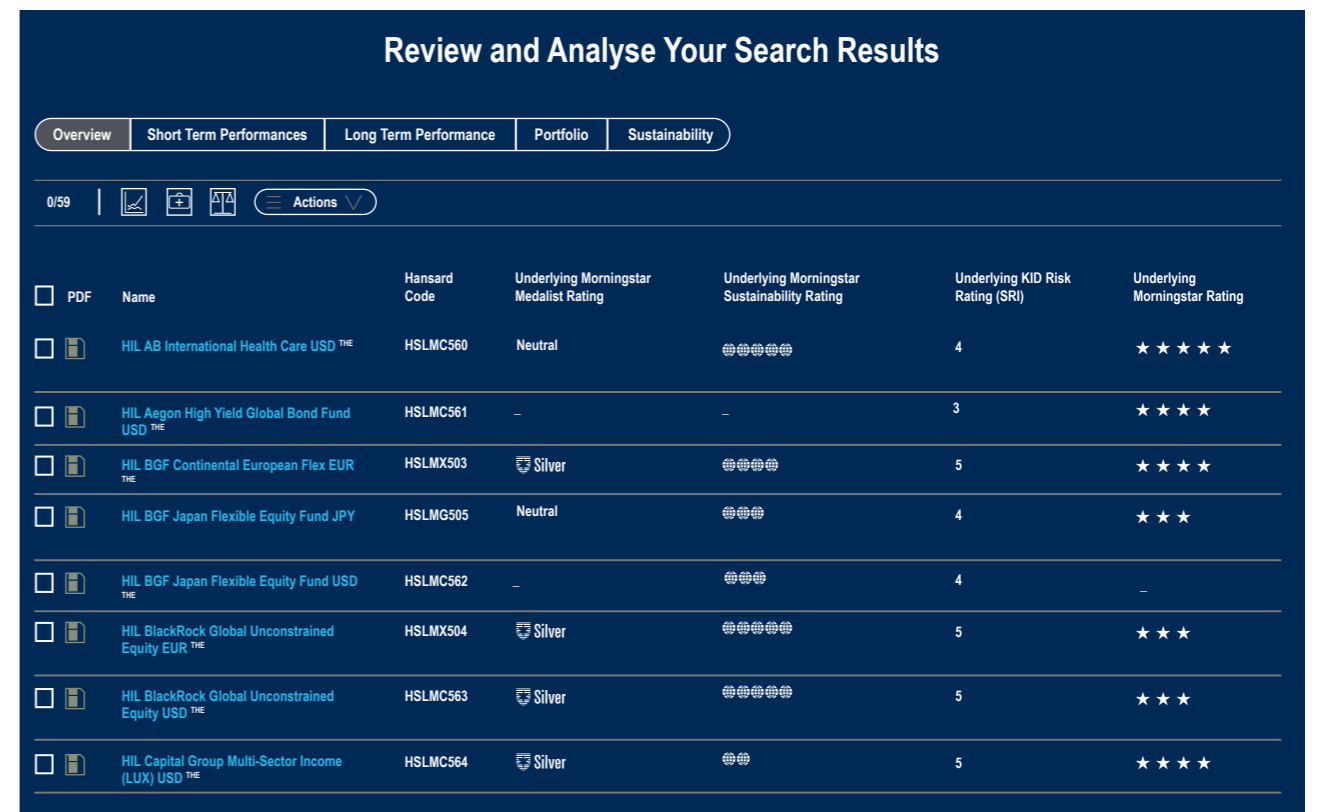 Review and Analyse Your Search Results
Overview Short Term Performances Long Term Performance Portfolio Sustainability
0/59 Actions
PDF Name Hansard Code Underlying Morningstar Medalist Rating Underlying Morningstar Sustainability Rating Underlying KID Risk Rating (SRI) Underlying Morningstar Rating
HIL AB International Health Care USD THE HSLMC560 Neutral 4 ★ ★ ★ ★ ★
HIL Aegon High Yield Global Bond Fund HSLMC561 – – 3 ★ ★ ★ ★
USD THE
HIL BGF Continental European Flex EUR HSLMX503 Silver 5 ★ ★ ★ ★
THE
HIL BGF Japan Flexible Equity Fund JPY HSLMG505 Neutral 4 ★ ★ ★
HIL BGF Japan Flexible Equity Fund USD HSLMC562 – 4 –
THE
HIL BlackRock Global Unconstrained HSLMX504 Silver 5 ★ ★ ★
Equity EUR THE
HIL BlackRock Global Unconstrained HSLMC563 Silver 5 ★ ★ ★
Equity USD THE
HIL Capital Group Multi-Sector Income HSLMC564 Silver 5 ★ ★ ★ ★
(LUX) USD THE